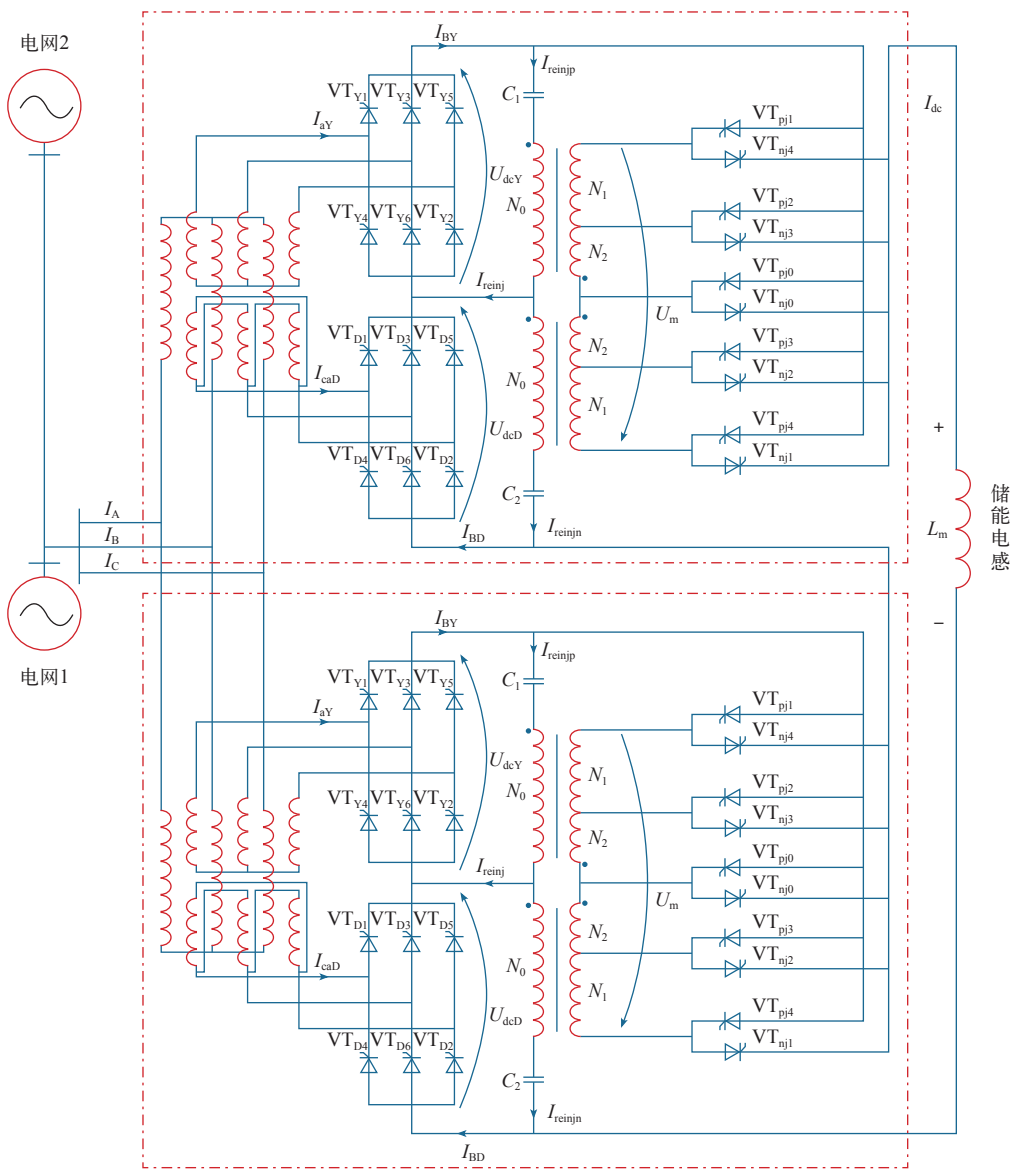 电网2
I_BY
I_reinjp
VT_Y1 VT_Y3 VT_Y5
C_1
I_dc
I_aY
VT_pj1
VT_nj4
U_dcY
N_0
N_1
VT_pj2
VT_nj3
VT_Y4 VT_Y6 VT_Y2
N_2
VT_pj0
I_reinj
U_m
VT_nj0
VT_D1 VT_D3 VT_D5
N_2
VT_pj3
VT_nj2
N_0
I_caD
N_1
U_dcD
VT_pj4
VT_nj1
+
VT_D4 VT_D6 VT_D2
C_2
I_reinjn
I_BD
L_m
储能电感
I_A
I_B
I_C
−
电网1
I_BY
I_reinjp
VT_Y1 VT_Y3 VT_Y5
C_1
I_aY
VT_pj1
VT_nj4
U_dcY
N_0
N_1
VT_pj2
VT_nj3
VT_Y4 VT_Y6 VT_Y2
N_2
VT_pj0
I_reinj
U_m
VT_nj0
VT_D1 VT_D3 VT_D5
N_2
VT_pj3
VT_nj2
N_0
I_caD
N_1
U_dcD
VT_pj4
VT_nj1
VT_D4 VT_D6 VT_D2
C_2
I_reinjn
I_BD